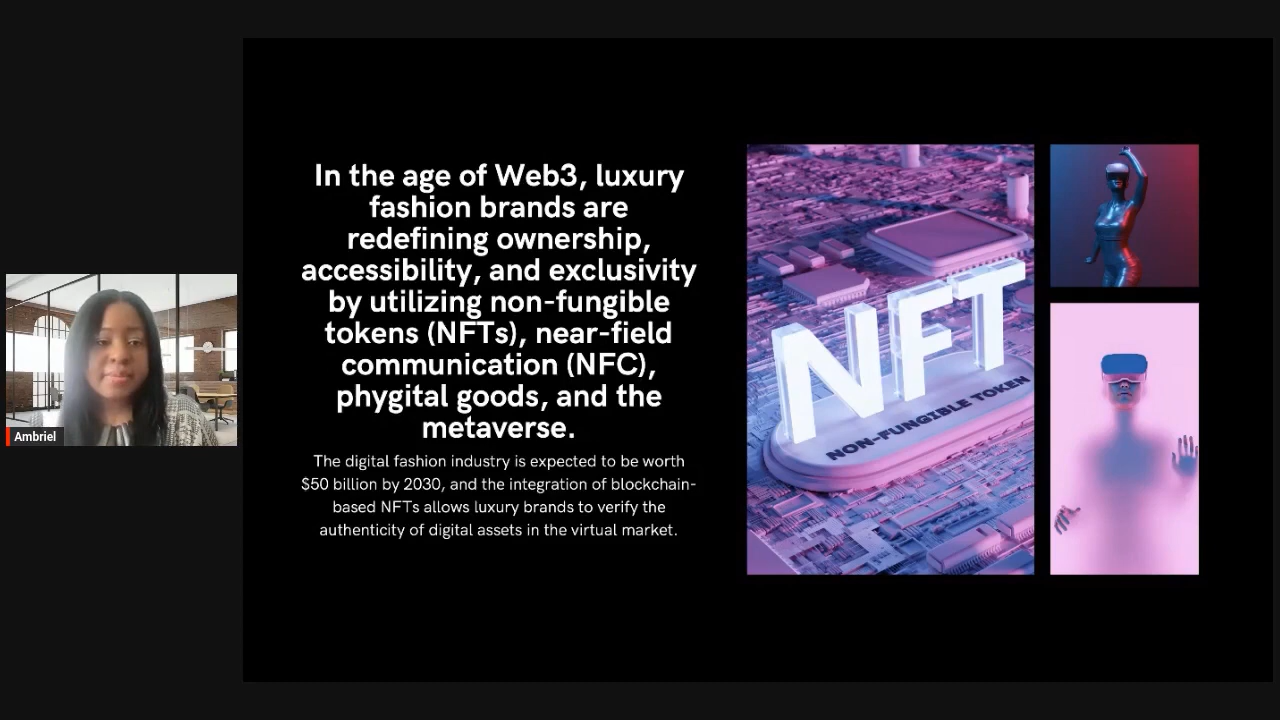 In the age of Web3, luxury
fashion brands are
redefining ownership,
accessibility, and exclusivity
by utilizing non-fungible
tokens (NFTs), near-field
communication (NFC),
phygital goods, and the
metaverse.
The digital fashion industry is expected to be worth
$50 billion by 2030, and the integration of blockchain-
based NFTs allows luxury brands to verify the
authenticity of digital assets in the virtual market.
NFT
NON-FUNGIBLE TOKEN
Ambriel